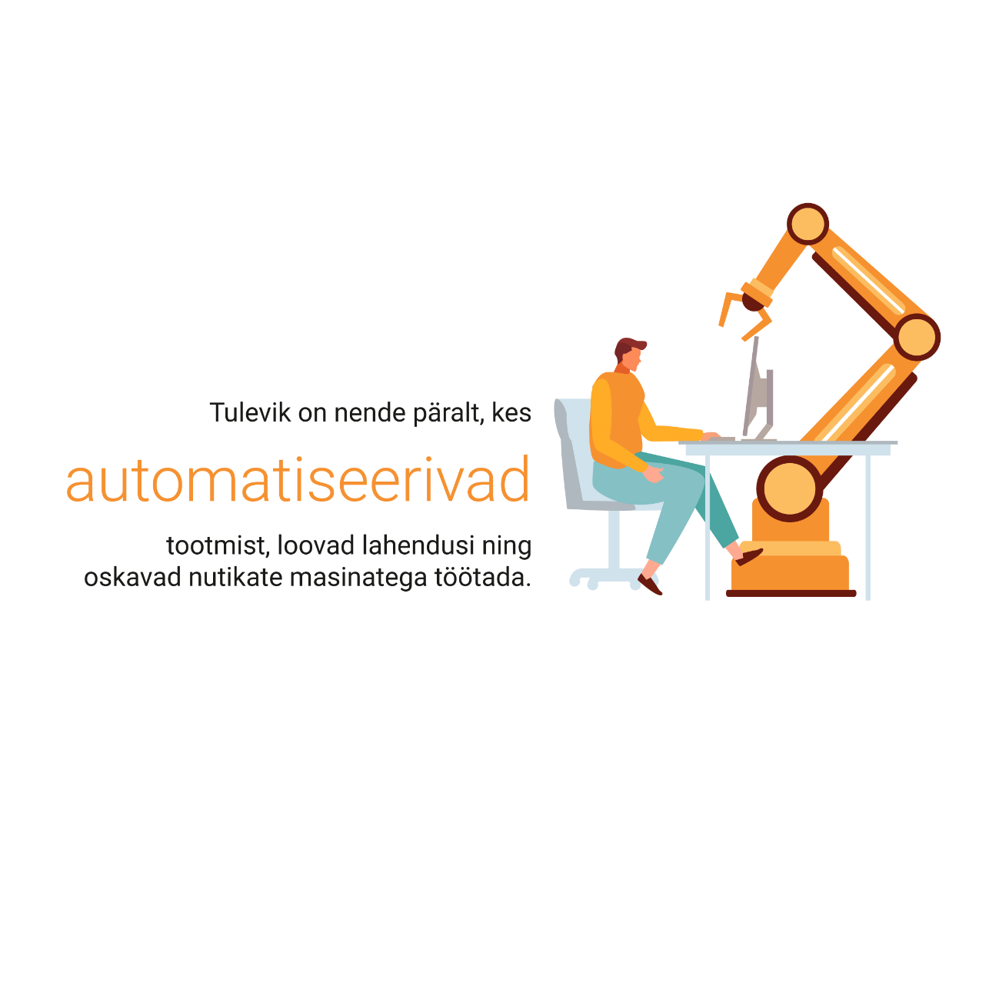 Tulevik on nende päralt, kes
automatiseerivad
tootmist, loovad lahendusi ning
oskavad nutikate masinatega töötada.